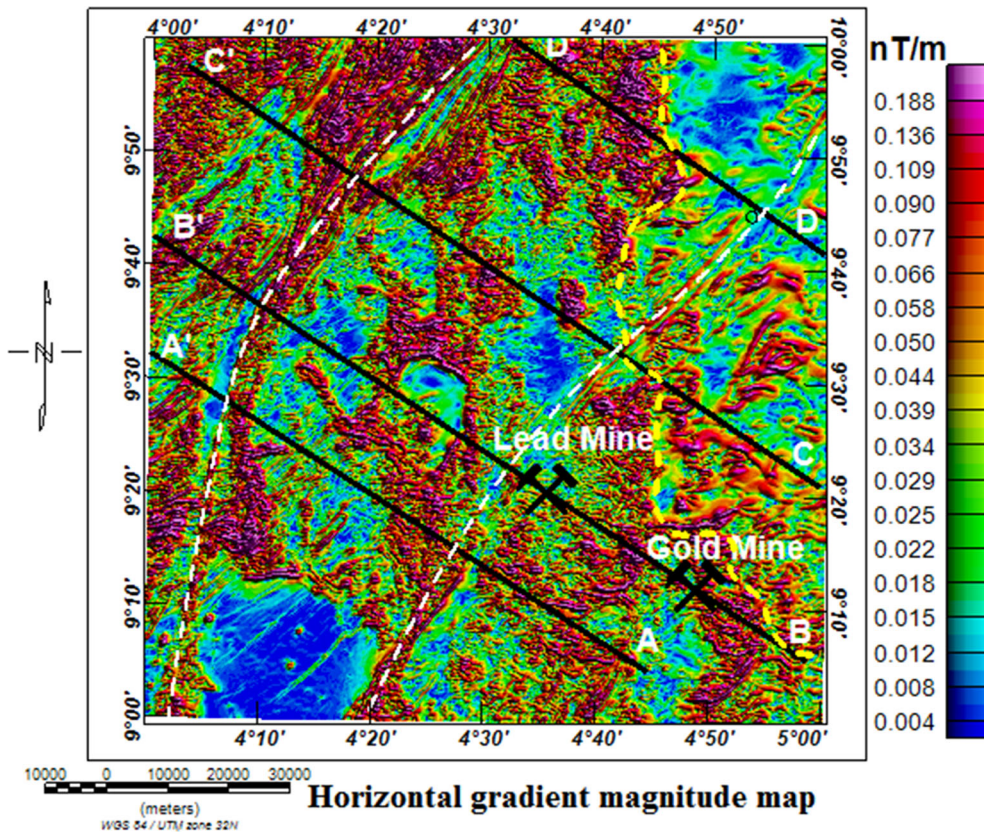 4°00' 4°10' 4°20' 4°30' 4°40' 4°50'
10°00'
nT/m
C'
D
0.188
0.136
9°50'
9°50'
0.109
0.090
B'
D
0.077
9°40'
9°40'
0.066
0.058
A'
N
0.050
9°30'
9°30'
0.044
Lead Mine
0.039
C
0.034
9°20'
9°20'
0.029
0.025
Gold Mine
0.022
0.018
9°10'
9°10'
0.015
A
B
0.012
0.008
9°00'
0.004
4°10' 4°20' 4°30' 4°40' 4°50' 5°00'
10000 0 10000 20000 30000
(meters)
WGS 84 / UTM zone 32N
Horizontal gradient magnitude map